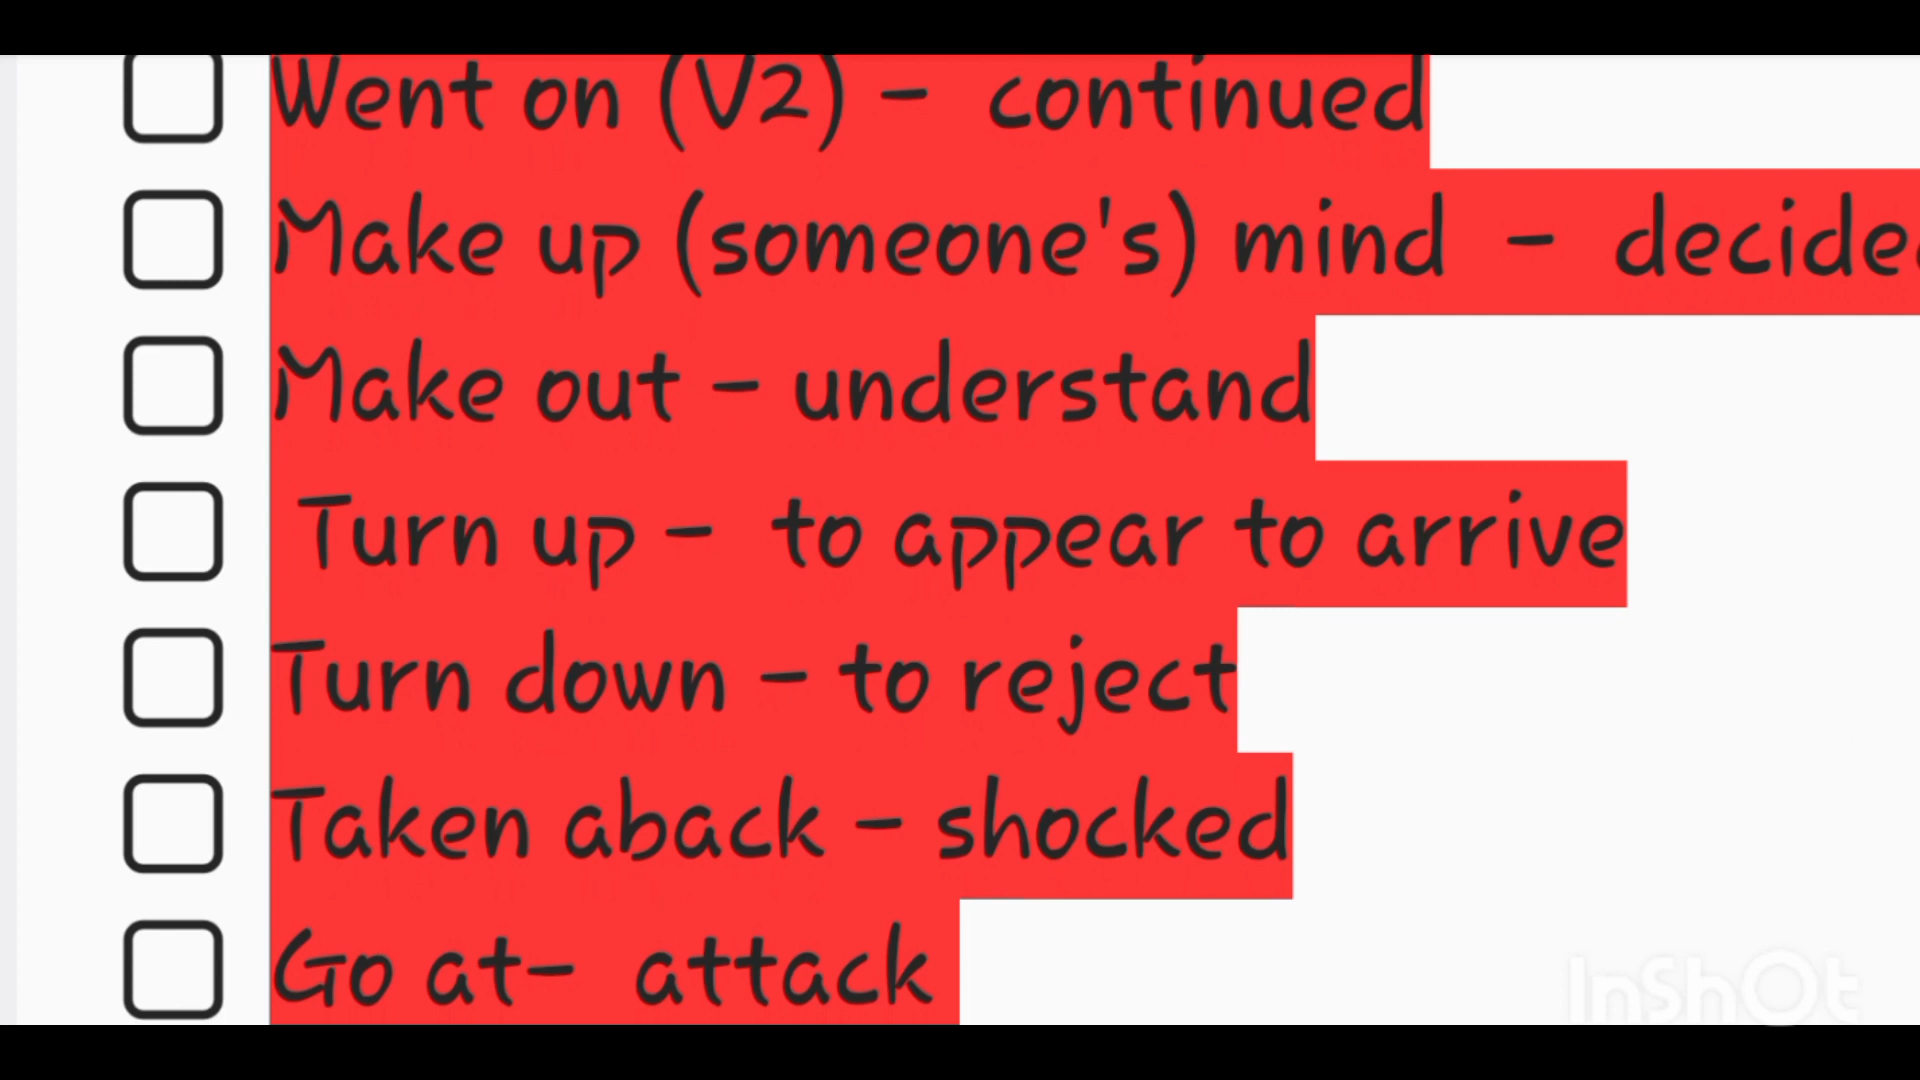 Went on (V2) - continued
Make up (someone's) mind - decided
Make out - understand
Turn up - to appear to arrive
Turn down - to reject
Taken aback - shocked
Go at- attack
InShOt